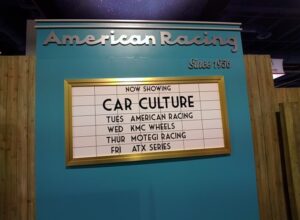 American Racing
Since 1956
NOW SHOWING
CAR CULTURE
TUES AMERICAN RACING
WED KMC WHEELS
THUR MOTEGI RACING
FRI ATX SERIES